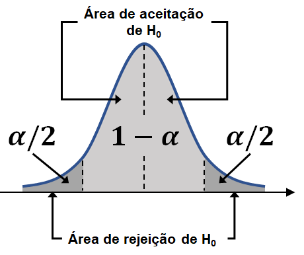 Área de aceitação
de H₀
α/2
1 − α
α/2
Área de rejeição de H₀